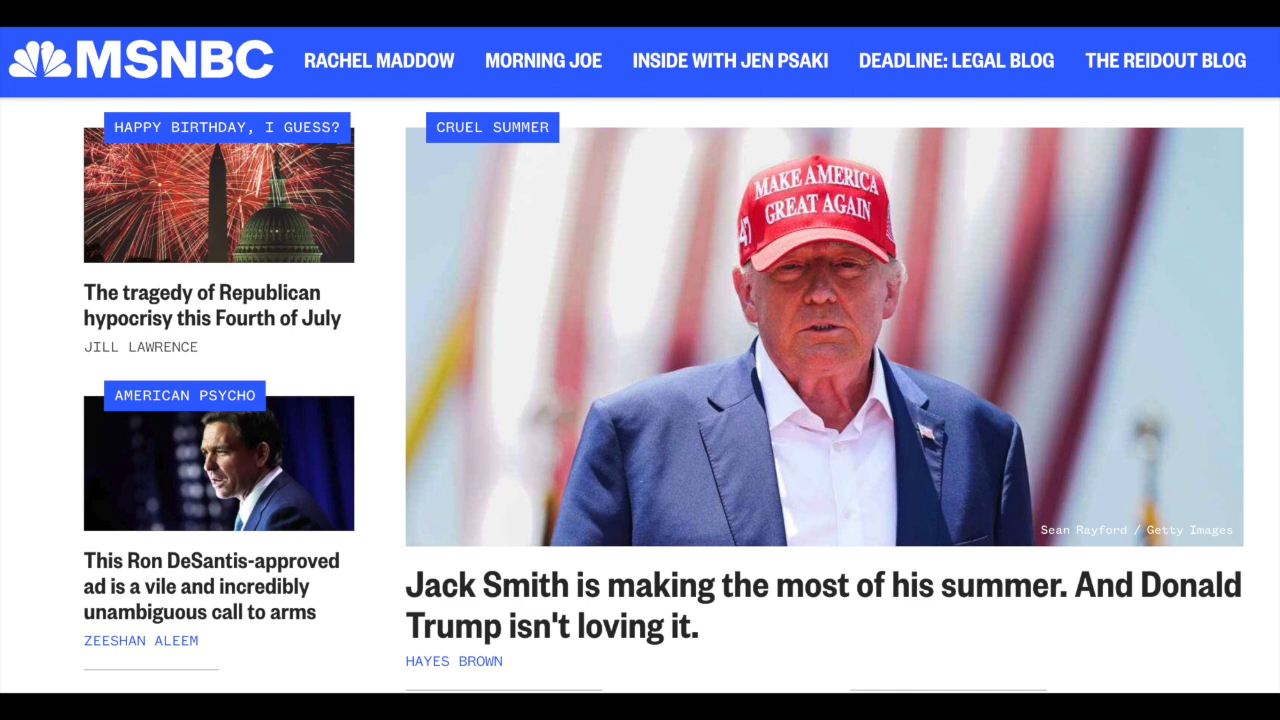 MSNBC
RACHEL MADDOW
MORNING JOE
INSIDE WITH JEN PSAKI
DEADLINE: LEGAL BLOG
THE REIDOUT BLOG
HAPPY BIRTHDAY, I GUESS?
The tragedy of Republican
hypocrisy this Fourth of July
JILL LAWRENCE
AMERICAN PSYCHO
This Ron DeSantis-approved
ad is a vile and incredibly
unambiguous call to arms
ZEESHAN ALEEM
CRUEL SUMMER
MAKE AMERICA
GREAT AGAIN
47
Sean Rayford / Getty Images
Jack Smith is making the most of his summer. And Donald
Trump isn't loving it.
HAYES BROWN